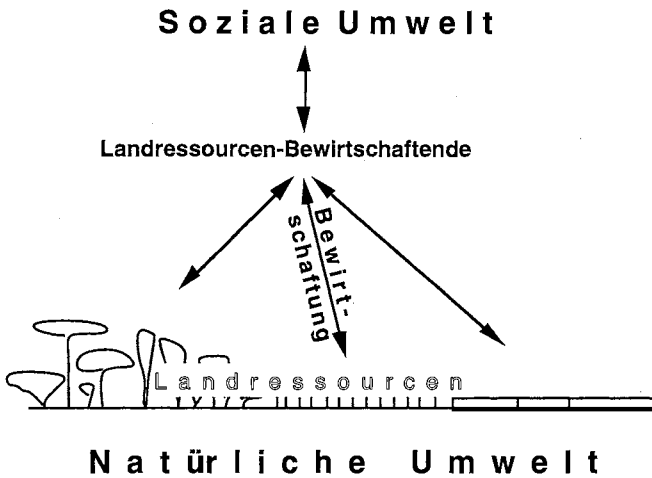 Soziale Umwelt
Landressourcen-Bewirtschaftende
Bewirt-
schaftung
Landressourcen
Natürliche Umwelt